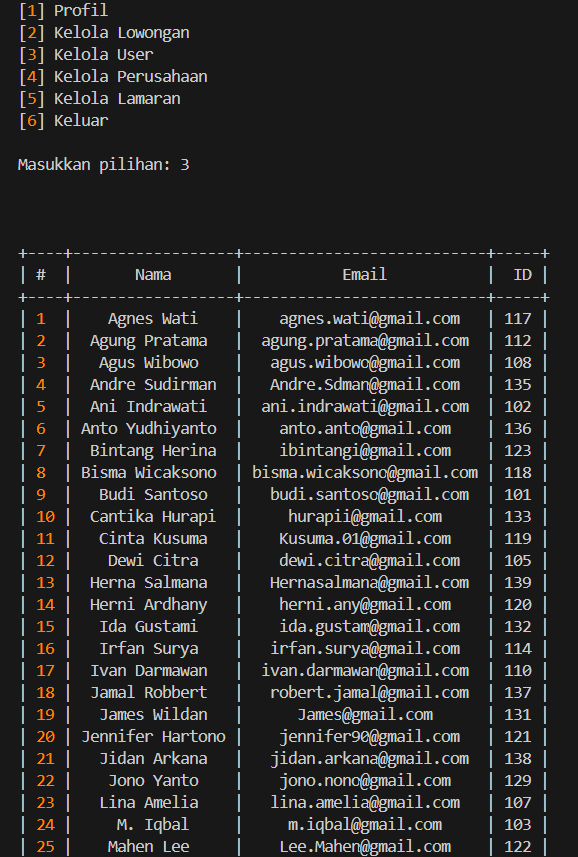 [1] Profil
[2] Kelola Lowongan
[3] Kelola User
[4] Kelola Perusahaan
[5] Kelola Lamaran
[6] Keluar
Masukkan pilihan: 3
+----+------------------+---------------------------+-----+
| # | Nama | Email | ID |
+----+------------------+---------------------------+-----+
| 1 | Agnes Wati | agnes.wati@gmail.com | 117 |
| 2 | Agung Pratama | agung.pratama@gmail.com | 112 |
| 3 | Agus Wibowo | agus.wibowo@gmail.com | 108 |
| 4 | Andre Sudirman | Andre.Sdman@gmail.com | 135 |
| 5 | Ani Indrawati | ani.indrawati@gmail.com | 102 |
| 6 | Anto Yudhiyanto | anto.anto@gmail.com | 136 |
| 7 | Bintang Herina | ibintangi@gmail.com | 123 |
| 8 | Bisma Wicaksono | bisma.wicaksono@gmail.com | 118 |
| 9 | Budi Santoso | budi.santoso@gmail.com | 101 |
| 10 | Cantika Hurapi | hurapii@gmail.com | 133 |
| 11 | Cinta Kusuma | Kusuma.01@gmail.com | 119 |
| 12 | Dewi Citra | dewi.citra@gmail.com | 105 |
| 13 | Herna Salmana | Hernasalmana@gmail.com | 139 |
| 14 | Herni Ardhany | herni.any@gmail.com | 120 |
| 15 | Ida Gustami | ida.gustam@gmail.com | 132 |
| 16 | Irfan Surya | irfan.surya@gmail.com | 114 |
| 17 | Ivan Darmawan | ivan.darmawan@gmail.com | 110 |
| 18 | Jamal Robbert | robert.jamal@gmail.com | 137 |
| 19 | James Wildan | James@gmail.com | 131 |
| 20 | Jennifer Hartono | jennifer90@gmail.com | 121 |
| 21 | Jidan Arkana | jidan.arkana@gmail.com | 138 |
| 22 | Jono Yanto | jono.nono@gmail.com | 129 |
| 23 | Lina Amelia | lina.amelia@gmail.com | 107 |
| 24 | M. Iqbal | m.iqbal@gmail.com | 103 |
| 25 | Mahen Lee | Lee.Mahen@gmail.com | 122 |